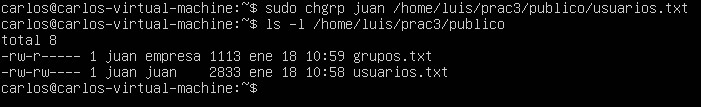 carlos@carlos-virtual-machine:~$ sudo chgrp juan /home/luis/prac3/publico/usuarios.txt
carlos@carlos-virtual-machine:~$ ls -l /home/luis/prac3/publico
total 8
-rw-r----- 1 juan empresa 1113 ene 18 10:59 grupos.txt
-rw-rw---- 1 juan juan    2833 ene 18 10:58 usuarios.txt
carlos@carlos-virtual-machine:~$